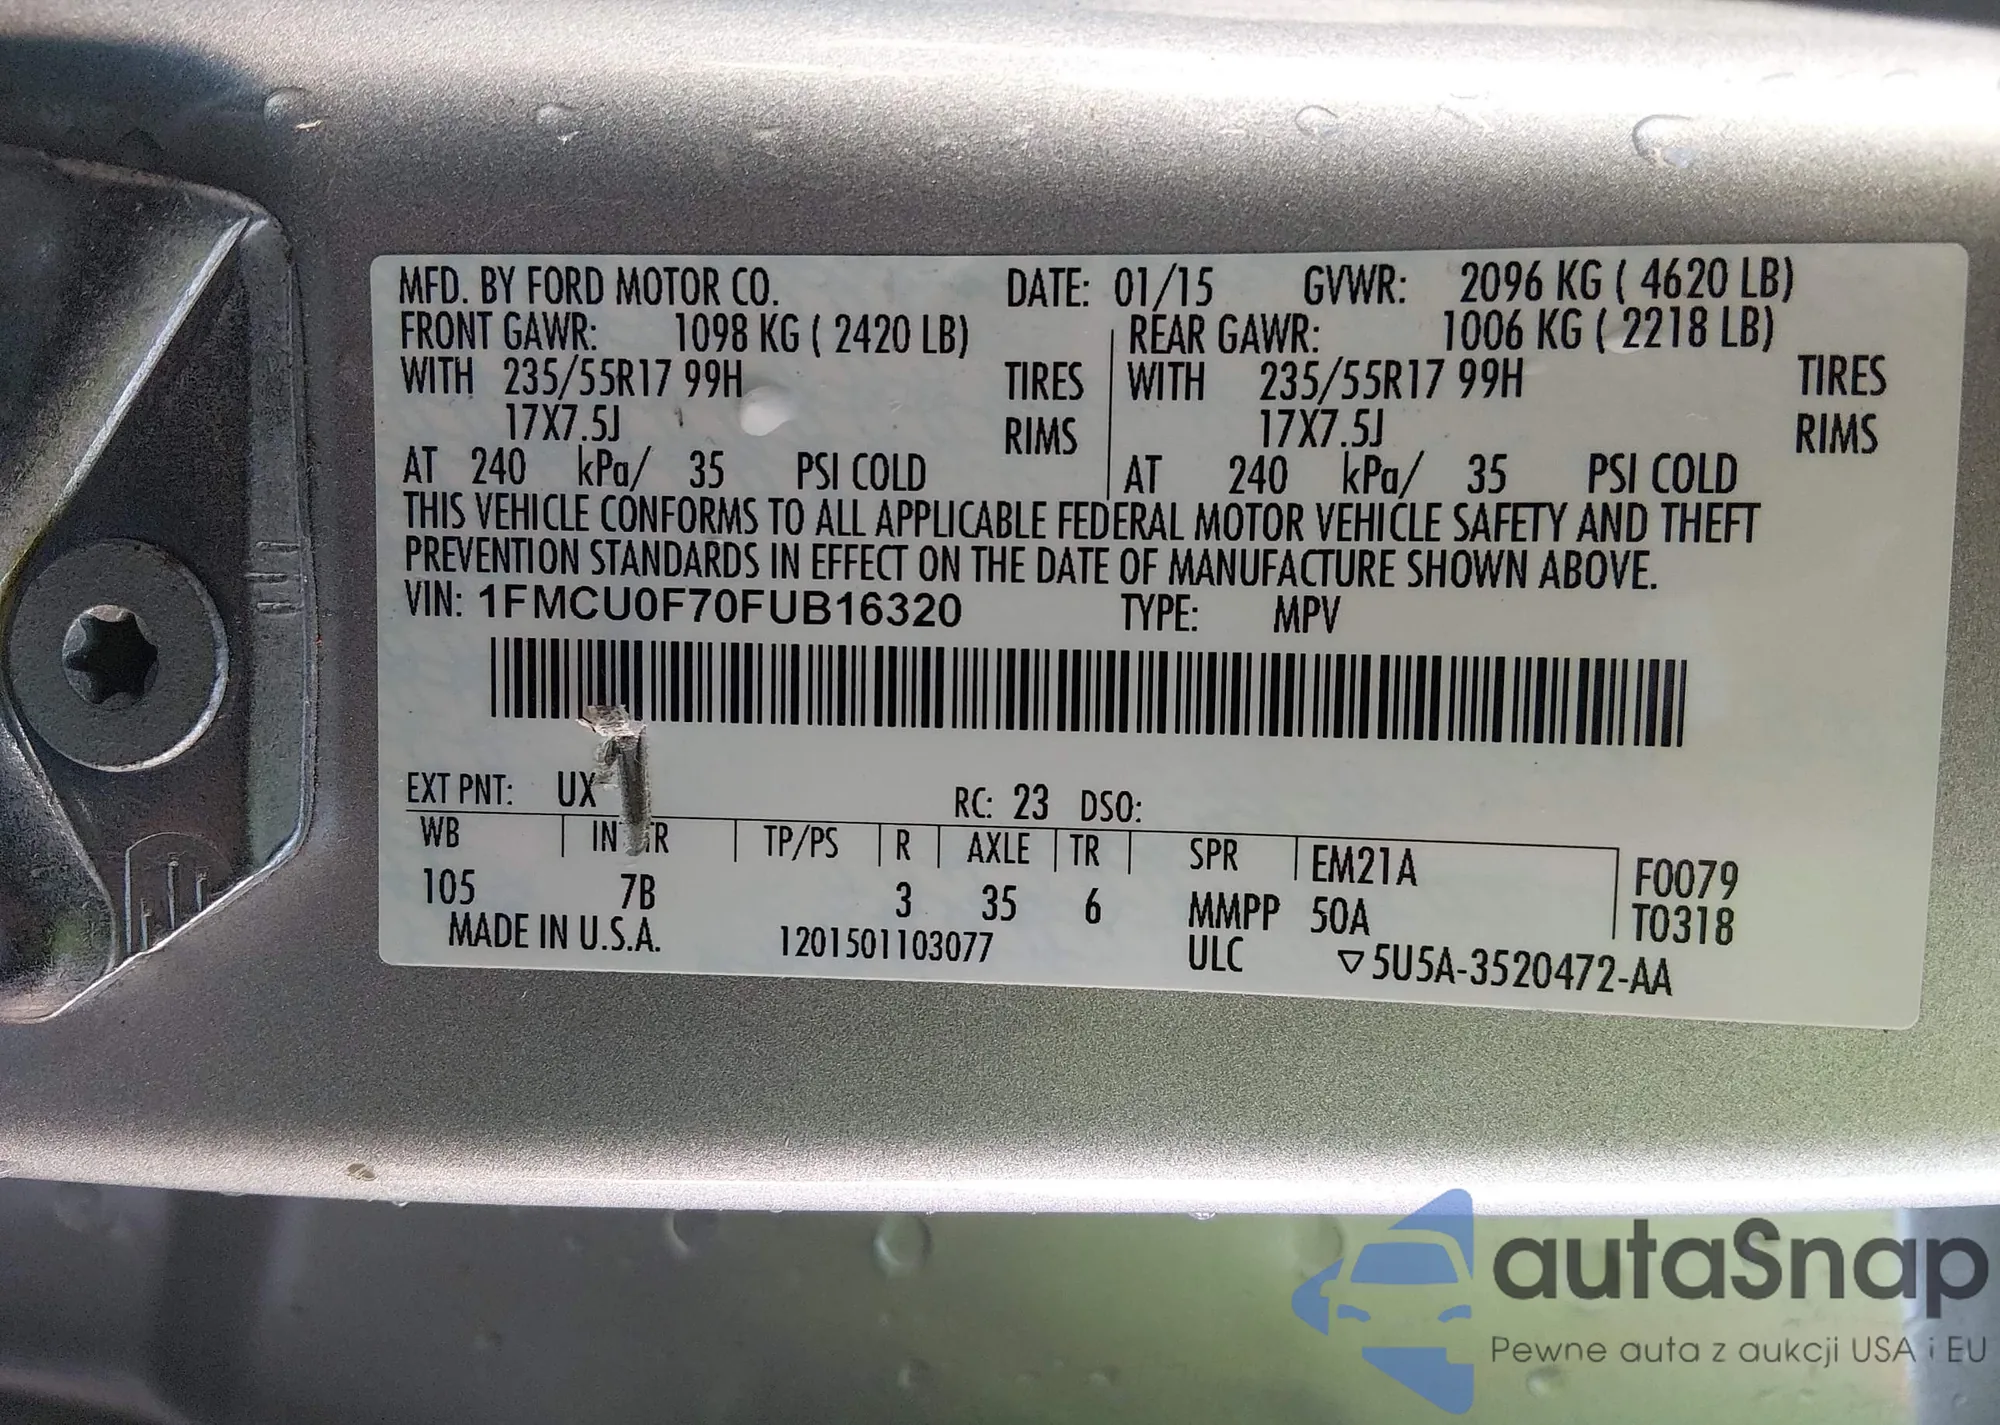 MFD. BY FORD MOTOR CO. DATE: 01/15 GVWR: 2096 KG ( 4620 LB)
FRONT GAWR: 1098 KG ( 2420 LB) REAR GAWR: 1006 KG ( 2218 LB)
WITH 235/55R17 99H TIRES WITH 235/55R17 99H TIRES
17X7.5J RIMS 17X7.5J RIMS
AT 240 kPa/ 35 PSI COLD AT 240 kPa/ 35 PSI COLD
THIS VEHICLE CONFORMS TO ALL APPLICABLE FEDERAL MOTOR VEHICLE SAFETY AND THEFT
PREVENTION STANDARDS IN EFFECT ON THE DATE OF MANUFACTURE SHOWN ABOVE.
VIN: 1FMCU0F70FUB16320 TYPE: MPV
EXT PNT: UX RC: 23 DSO:
WB INTR TP/PS R AXLE TR SPR EM21A F0079
105 7B 3 35 6 MMPP 50A T0318
MADE IN U.S.A. 1201501103077 ULC ▽5U5A-3520472-AA
autaSnap
Pewne auta z aukcji USA i EU